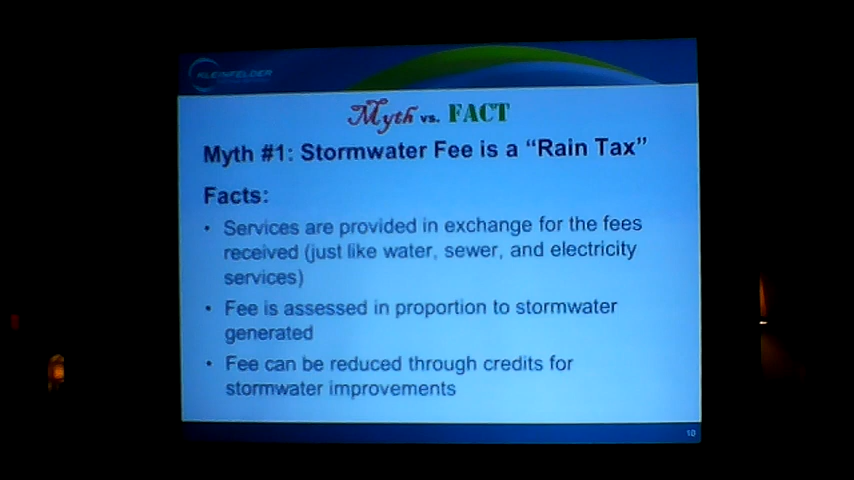 KLEINFELDER
Myth vs. FACT
Myth #1: Stormwater Fee is a “Rain Tax”
Facts:
• Services are provided in exchange for the fees
received (just like water, sewer, and electricity
services)
• Fee is assessed in proportion to stormwater
generated
• Fee can be reduced through credits for
stormwater improvements
10